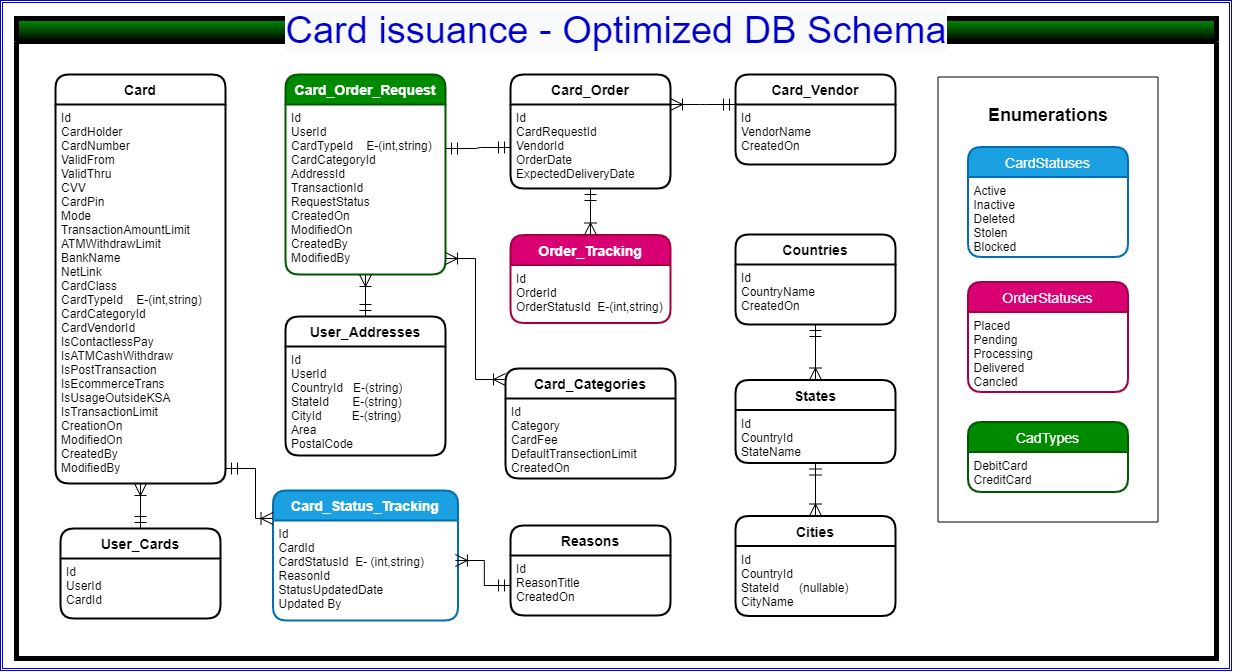 Card issuance - Optimized DB Schema
Card
Id
CardHolder
CardNumber
ValidFrom
ValidThru
CVV
CardPin
Mode
TransactionAmountLimit
ATMWithdrawLimit
BankName
NetLink
CardClass
CardTypeId E-(int,string)
CardCategoryId
CardVendorId
IsContactlessPay
IsATMCashWithdraw
IsPostTransaction
IsEcommerceTrans
IsUsageOutsideKSA
IsTransactionLimit
CreationOn
ModifiedOn
CreatedBy
ModifiedBy
User_Cards
Id
UserId
CardId
Card_Order_Request
Id
UserId
CardTypeId E-(int,string)
CardCategoryId
AddressId
TransactionId
RequestStatus
CreatedOn
ModifiedOn
CreatedBy
ModifiedBy
User_Addresses
Id
UserId
CountryId E-(string)
StateId E-(string)
CityId E-(string)
Area
PostalCode
Card_Status_Tracking
Id
CardId
CardStatusId E- (int,string)
ReasonId
StatusUpdatedDate
Updated By
Card_Order
Id
CardRequestId
VendorId
OrderDate
ExpectedDeliveryDate
Order_Tracking
Id
OrderId
OrderStatusId E-(int,string)
Card_Categories
Id
Category
CardFee
DefaultTransectionLimit
CreatedOn
Reasons
Id
ReasonTitle
CreatedOn
Card_Vendor
Id
VendorName
CreatedOn
Countries
Id
CountryName
CreatedOn
States
Id
CountryId
StateName
Cities
Id
CountryId
StateId (nullable)
CityName
Enumerations
CardStatuses
Active
Inactive
Deleted
Stolen
Blocked
OrderStatuses
Placed
Pending
Processing
Delivered
Cancled
CadTypes
DebitCard
CreditCard